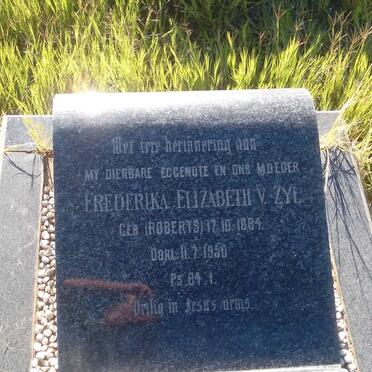 Met tere herinnering aan
MY DIERBARE EGGENOTE EN ONS MOEDER
FREDERIKA ELIZABETH V. ZYL
GEB (ROBERTS) 17.10.1884.
OORL. 11.7.1950
PS. 84.1.
Veilig in Jesus arms.